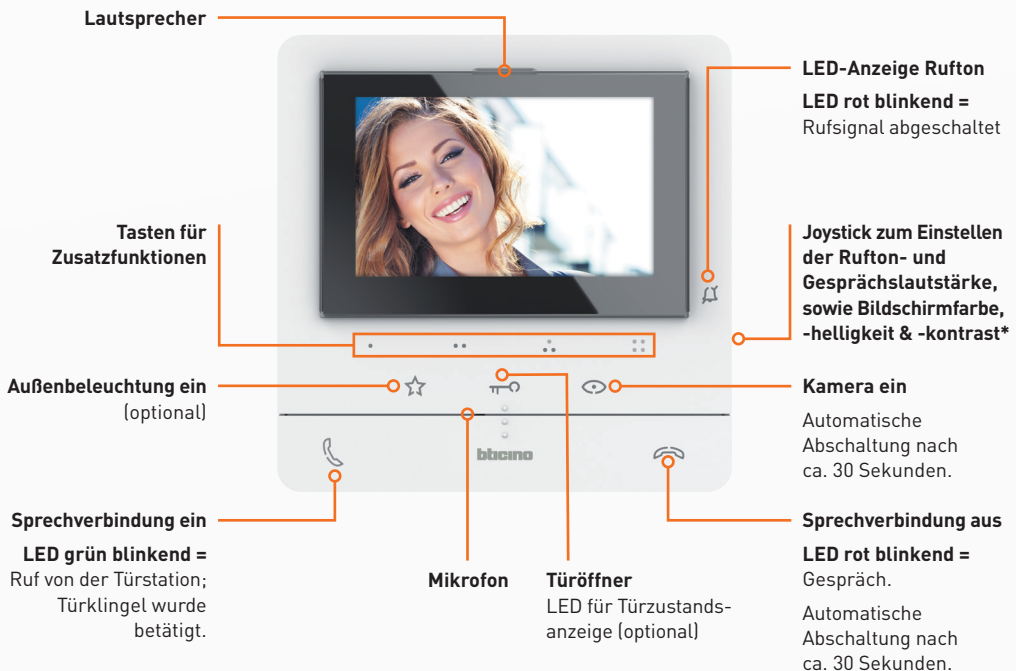 Lautsprecher
LED-Anzeige Rufton
LED rot blinkend =
Rufsignal abgeschaltet
Tasten für
Zusatzfunktionen
Joystick zum Einstellen
der Rufton- und
Gesprächslautstärke,
sowie Bildschirmfarbe,
-helligkeit & -kontrast*
Außenbeleuchtung ein
(optional)
Kamera ein
Automatische
Abschaltung nach
ca. 30 Sekunden.
bticino
Sprechverbindung ein
LED grün blinkend =
Ruf von der Türstation;
Türklingel wurde
betätigt.
Mikrofon
Türöffner
LED für Türzustands-
anzeige (optional)
Sprechverbindung aus
LED rot blinkend =
Gespräch.
Automatische
Abschaltung nach
ca. 30 Sekunden.